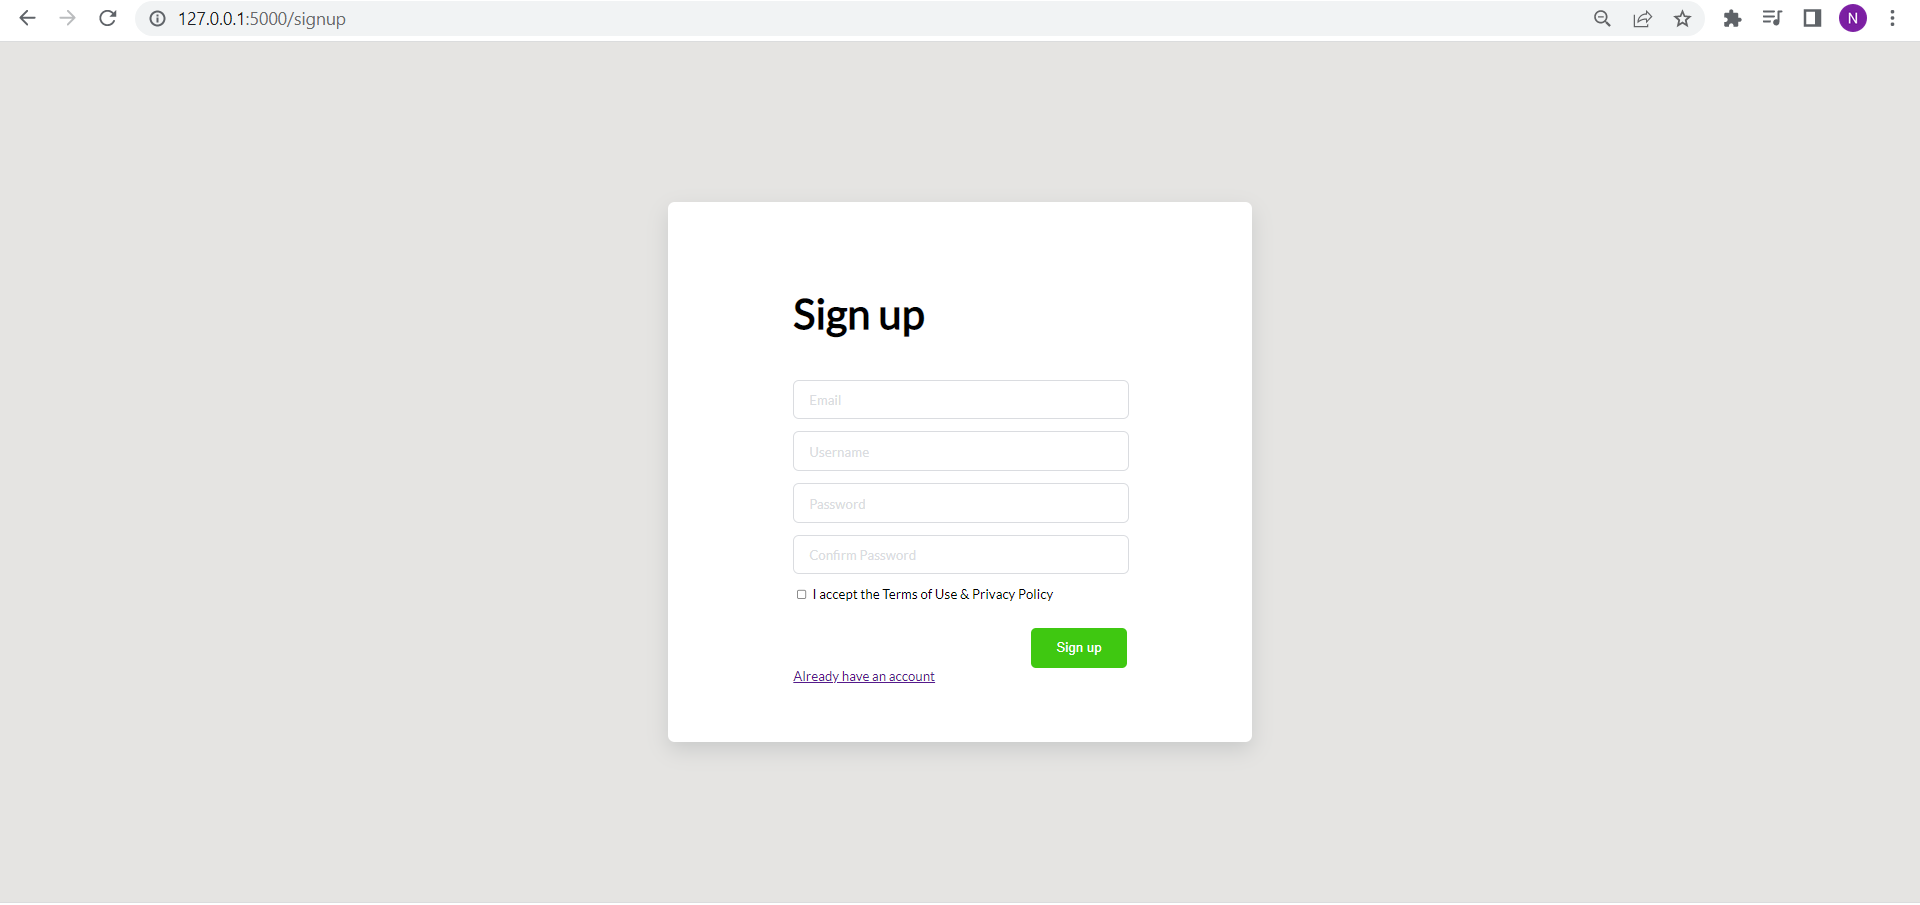 127.0.0.1:5000/signup
N
Sign up
Email
Username
Password
Confirm Password
I accept the Terms of Use & Privacy Policy
Sign up
Already have an account